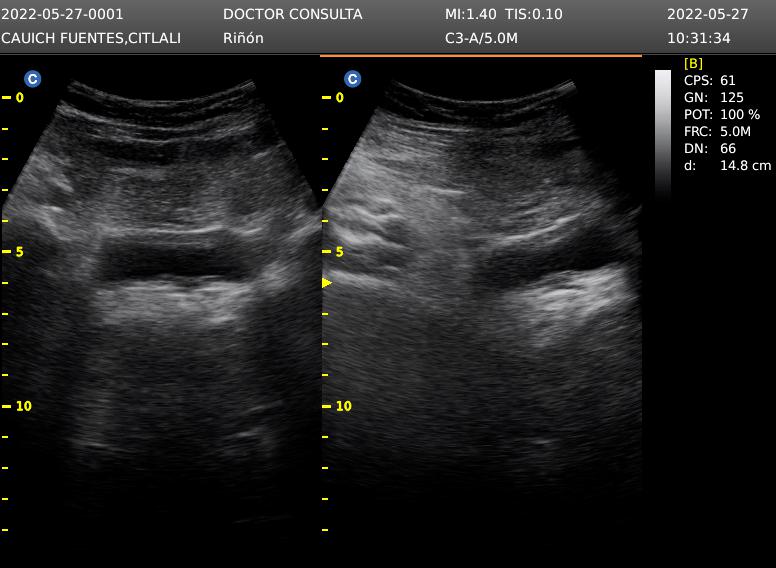 2022-05-27-0001 DOCTOR CONSULTA MI:1.40 TIS:0.10 2022-05-27
CAUICH FUENTES,CITLALI Riñón C3-A/5.0M 10:31:34
C C
0 0
5 5
10 10
[B]
CPS: 61
GN: 125
POT: 100 %
FRC: 5.0M
DN: 66
d: 14.8 cm